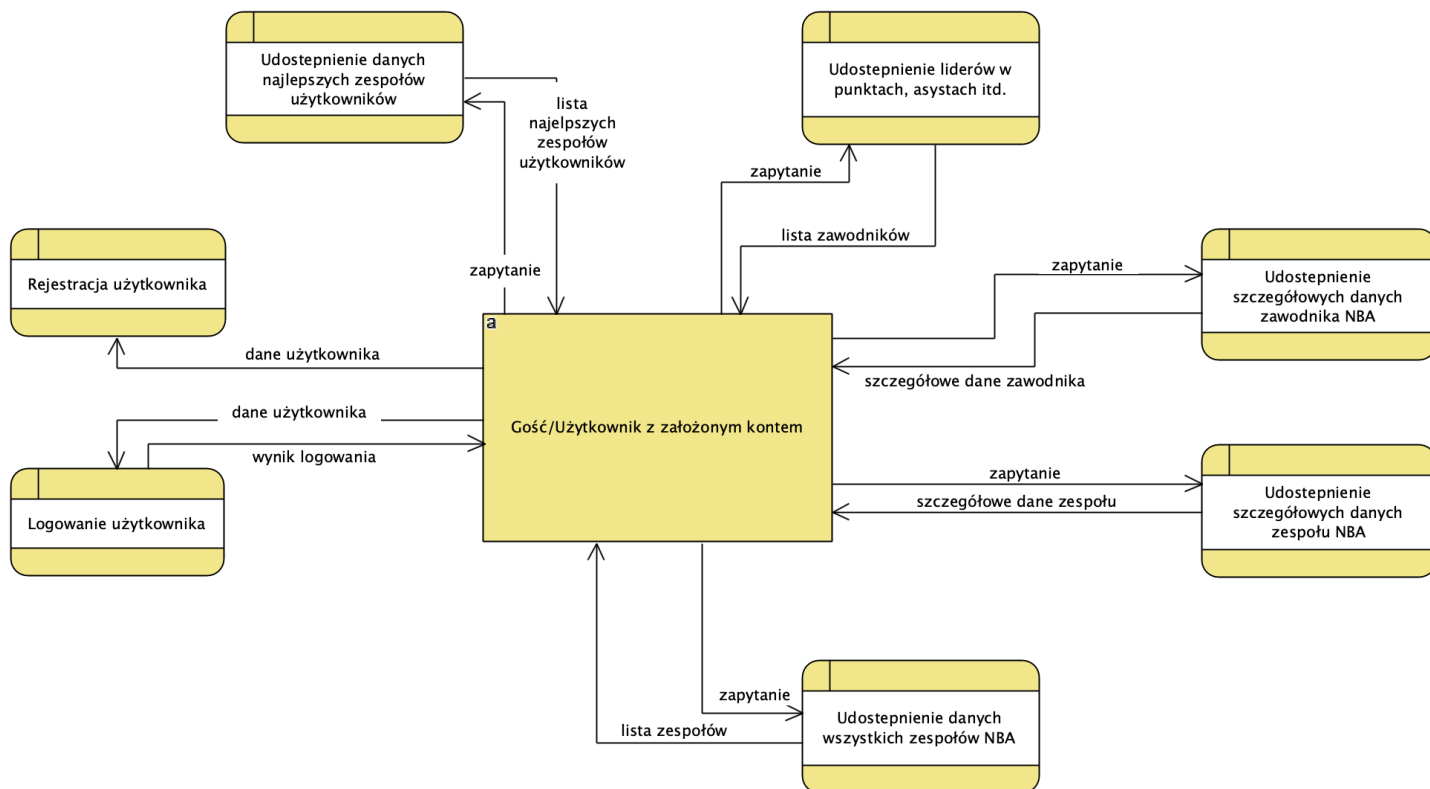 Udostepnienie danych
najlepszych zespołów
użytkowników
Udostepnienie liderów w
punktach, asystach itd.
lista
najelpszych
zespołów
użytkowników
zapytanie
lista zawodników
zapytanie
Rejestracja użytkownika
zapytanie
Udostepnienie
szczegółowych danych
zawodnika NBA
a
dane użytkownika
szczegółowe dane zawodnika
dane użytkownika
Gość/Użytkownik z założonym kontem
wynik logowania
zapytanie
szczegółowe dane zespołu
Udostepnienie
szczegółowych danych
zespołu NBA
Logowanie użytkownika
zapytanie
lista zespołów
Udostepnienie danych
wszystkich zespołów NBA